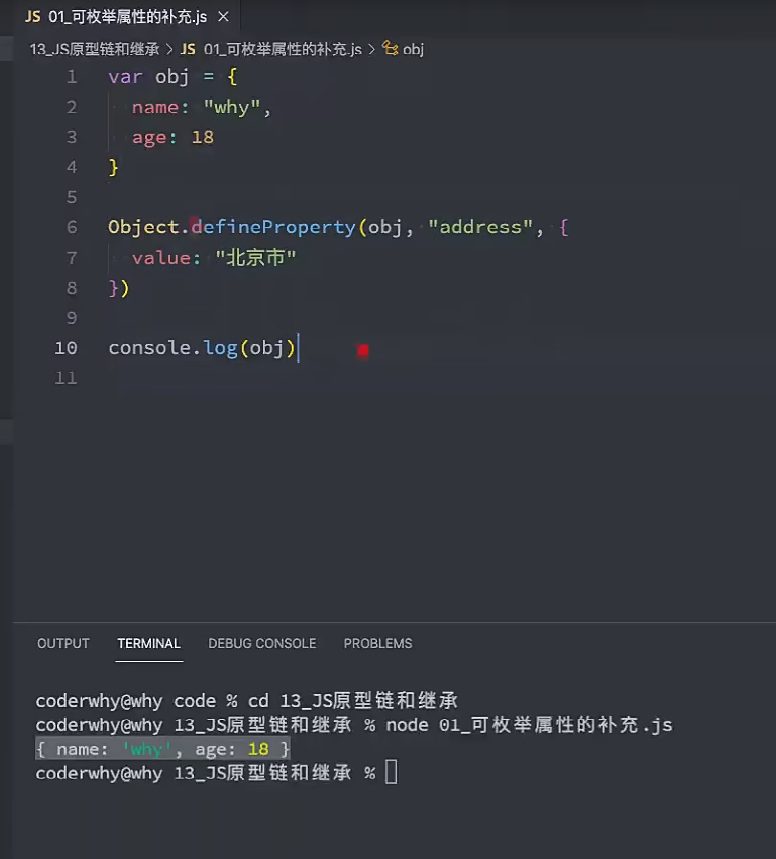 JS 01_可枚举属性的补充.js ×
13_JS原型链和继承 > JS 01_可枚举属性的补充.js > obj
1 var obj = {
2 name: "why",
3 age: 18
4 }
5
6 Object.defineProperty(obj, "address", {
7 value: "北京市"
8 })
9
10 console.log(obj)
11
OUTPUT TERMINAL DEBUG CONSOLE PROBLEMS
coderwhy@why code % cd 13_JS原型链和继承
coderwhy@why 13_JS原型链和继承 % node 01_可枚举属性的补充.js
{ name: 'why', age: 18 }
coderwhy@why 13_JS原型链和继承 %